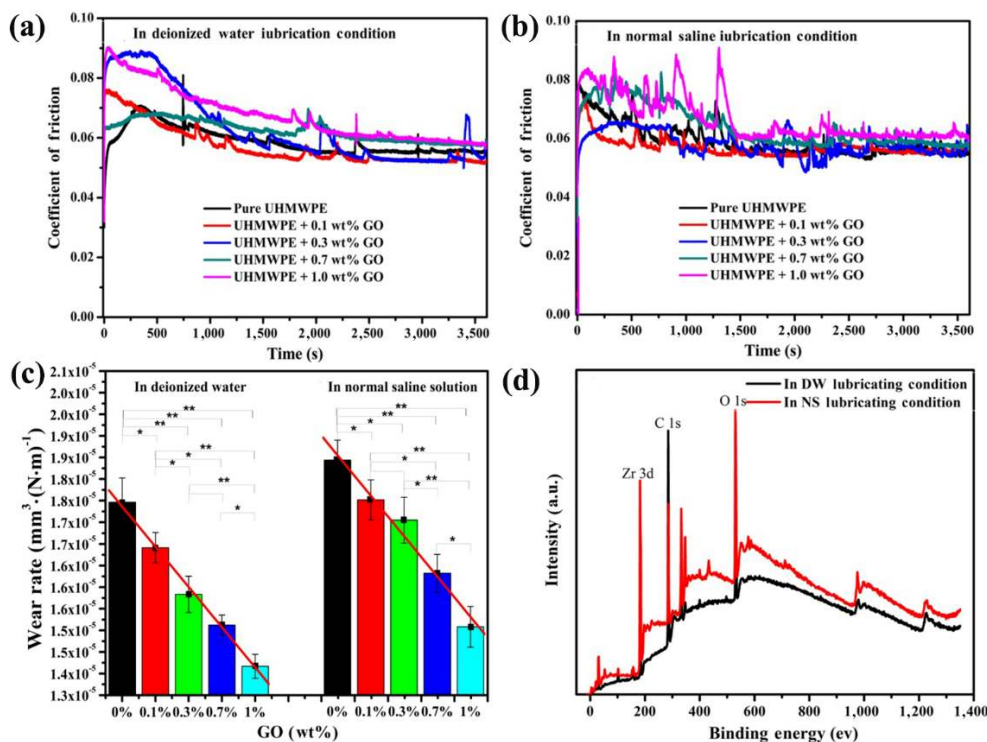 (a)
In deionized water iubrication condition
Coefficient of friction
0.10
0.08
0.06
0.04
0.02
0.00
Pure UHMWPE
UHMWPE + 0.1 wt% GO
UHMWPE + 0.3 wt% GO
UHMWPE + 0.7 wt% GO
UHMWPE + 1.0 wt% GO
0 500 1,000 1,500 2,000 2,500 3,000 3,500
Time (s)
(b)
In normal saline iubrication condition
Coefficient of friction
0.10
0.08
0.06
0.04
0.02
0.00
Pure UHMWPE
UHMWPE + 0.1 wt% GO
UHMWPE + 0.3 wt% GO
UHMWPE + 0.7 wt% GO
UHMWPE + 1.0 wt% GO
0 500 1,000 1,500 2,000 2,500 3,000 3,500
Time (s)
(c)
In deionized water
In normal saline solution
Wear rate (mm³·(N·m)⁻¹
2.1x10⁻⁵
2.0x10⁻⁵
2.0x10⁻⁵
1.9x10⁻⁵
1.9x10⁻⁵
1.8x10⁻⁵
1.8x10⁻⁵
1.7x10⁻⁵
1.7x10⁻⁵
1.6x10⁻⁵
1.6x10⁻⁵
1.5x10⁻⁵
1.5x10⁻⁵
1.4x10⁻⁵
1.3x10⁻⁵
**
**
**
*
**
*
*
**
*
**
**
**
*
*
**
**
*
**
*
*
0% 0.1% 0.3% 0.7% 1% 0% 0.1% 0.3% 0.7% 1%
GO (wt%)
(d)
In DW lubricating condition
In NS lubricating condition
O 1s
C 1s
Zr 3d
Intensity (a.u.)
0 200 400 600 800 1,000 1,200 1,400
Binding energy (ev)